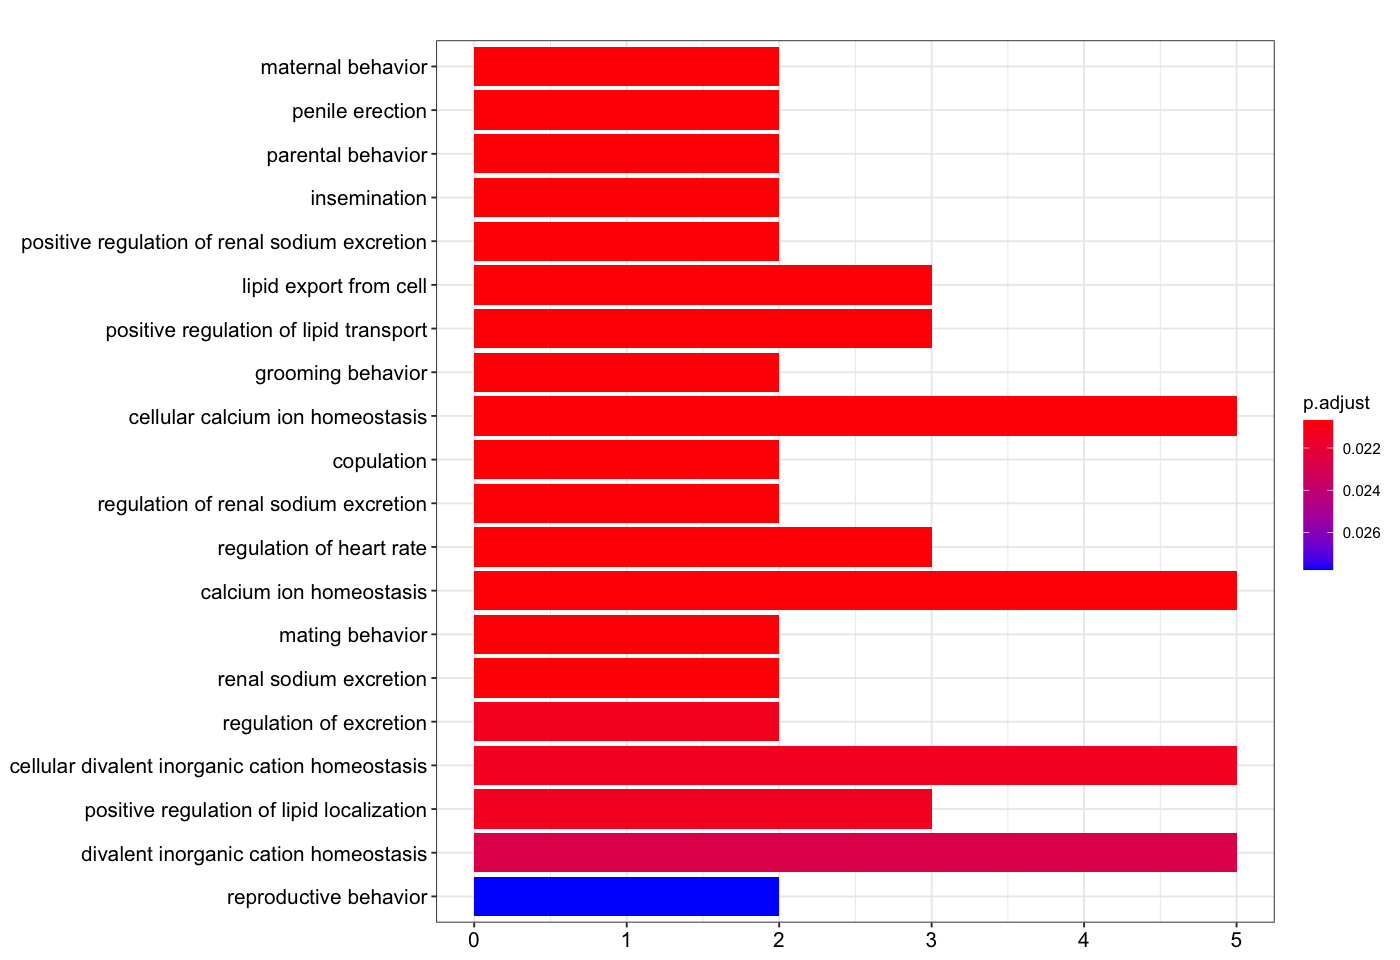 maternal behavior
penile erection
parental behavior
insemination
positive regulation of renal sodium excretion
lipid export from cell
positive regulation of lipid transport
grooming behavior
cellular calcium ion homeostasis
copulation
regulation of renal sodium excretion
regulation of heart rate
calcium ion homeostasis
mating behavior
renal sodium excretion
regulation of excretion
cellular divalent inorganic cation homeostasis
positive regulation of lipid localization
divalent inorganic cation homeostasis
reproductive behavior
0 1 2 3 4 5
p.adjust
0.022
0.024
0.026